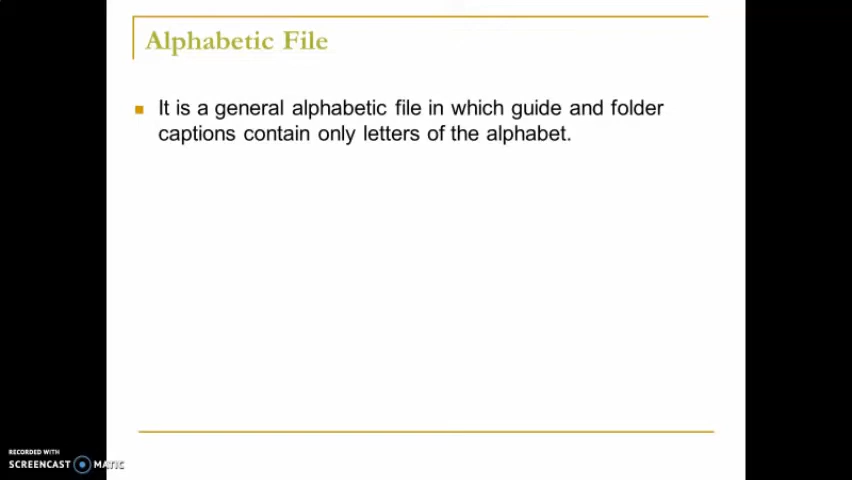 Alphabetic File
It is a general alphabetic file in which guide and folder
captions contain only letters of the alphabet.
RECORDED WITH
SCREENCAST MATIC